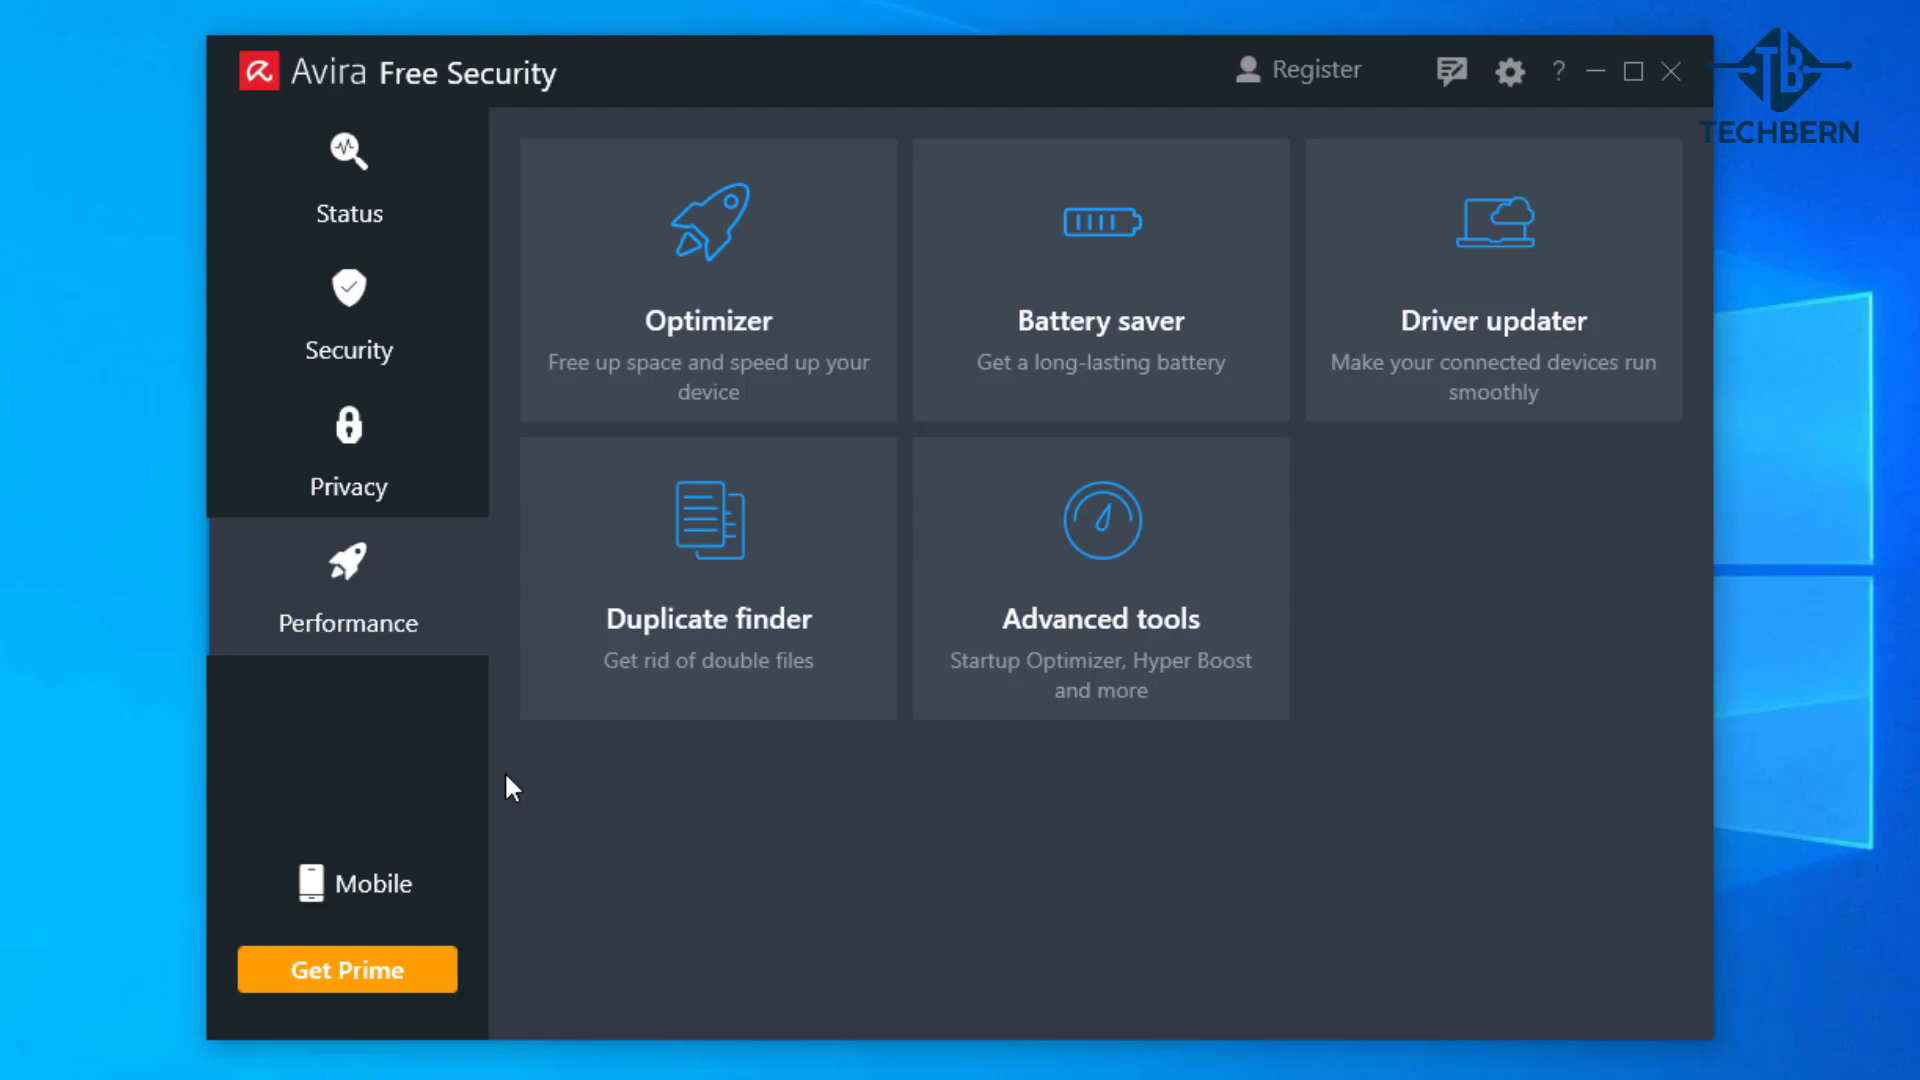 Avira Free Security
Register
?
TB
TECHBERN
Status
Security
Privacy
Performance
Mobile
Get Prime
Optimizer
Free up space and speed up your
device
Battery saver
Get a long-lasting battery
Driver updater
Make your connected devices run
smoothly
Duplicate finder
Get rid of double files
Advanced tools
Startup Optimizer, Hyper Boost
and more